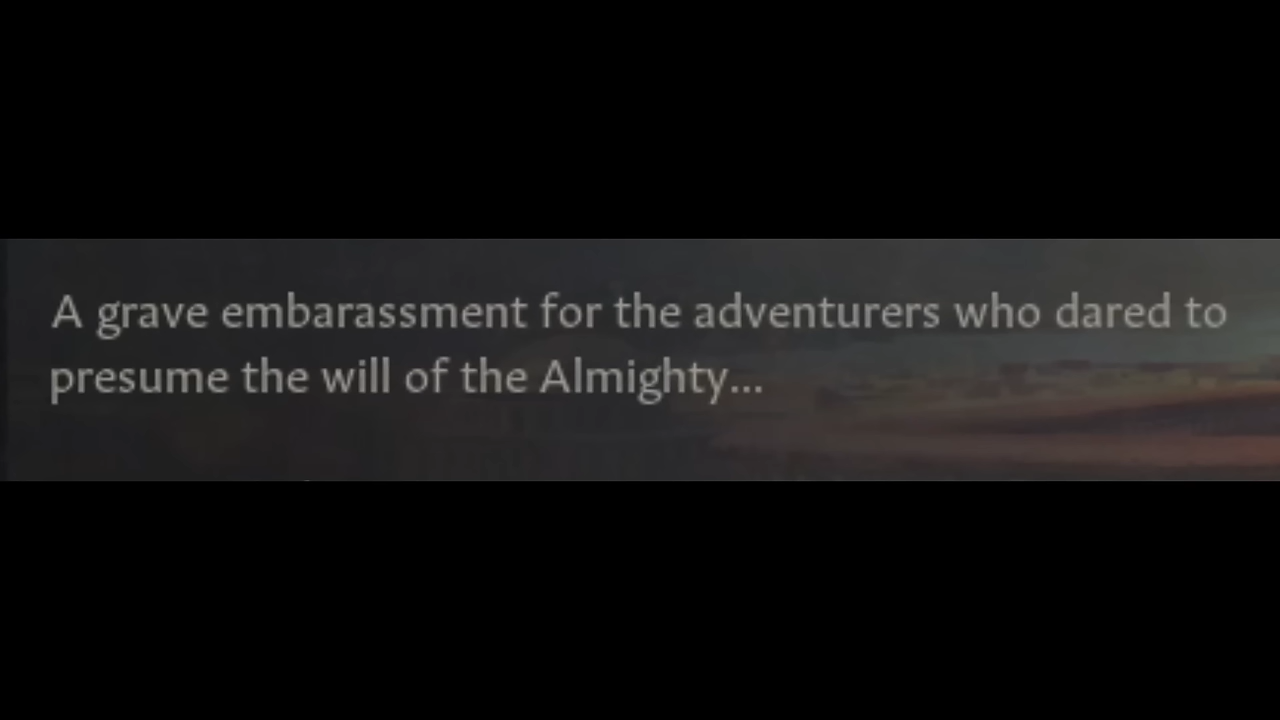 A grave embarassment for the adventurers who dared to
presume the will of the Almighty...